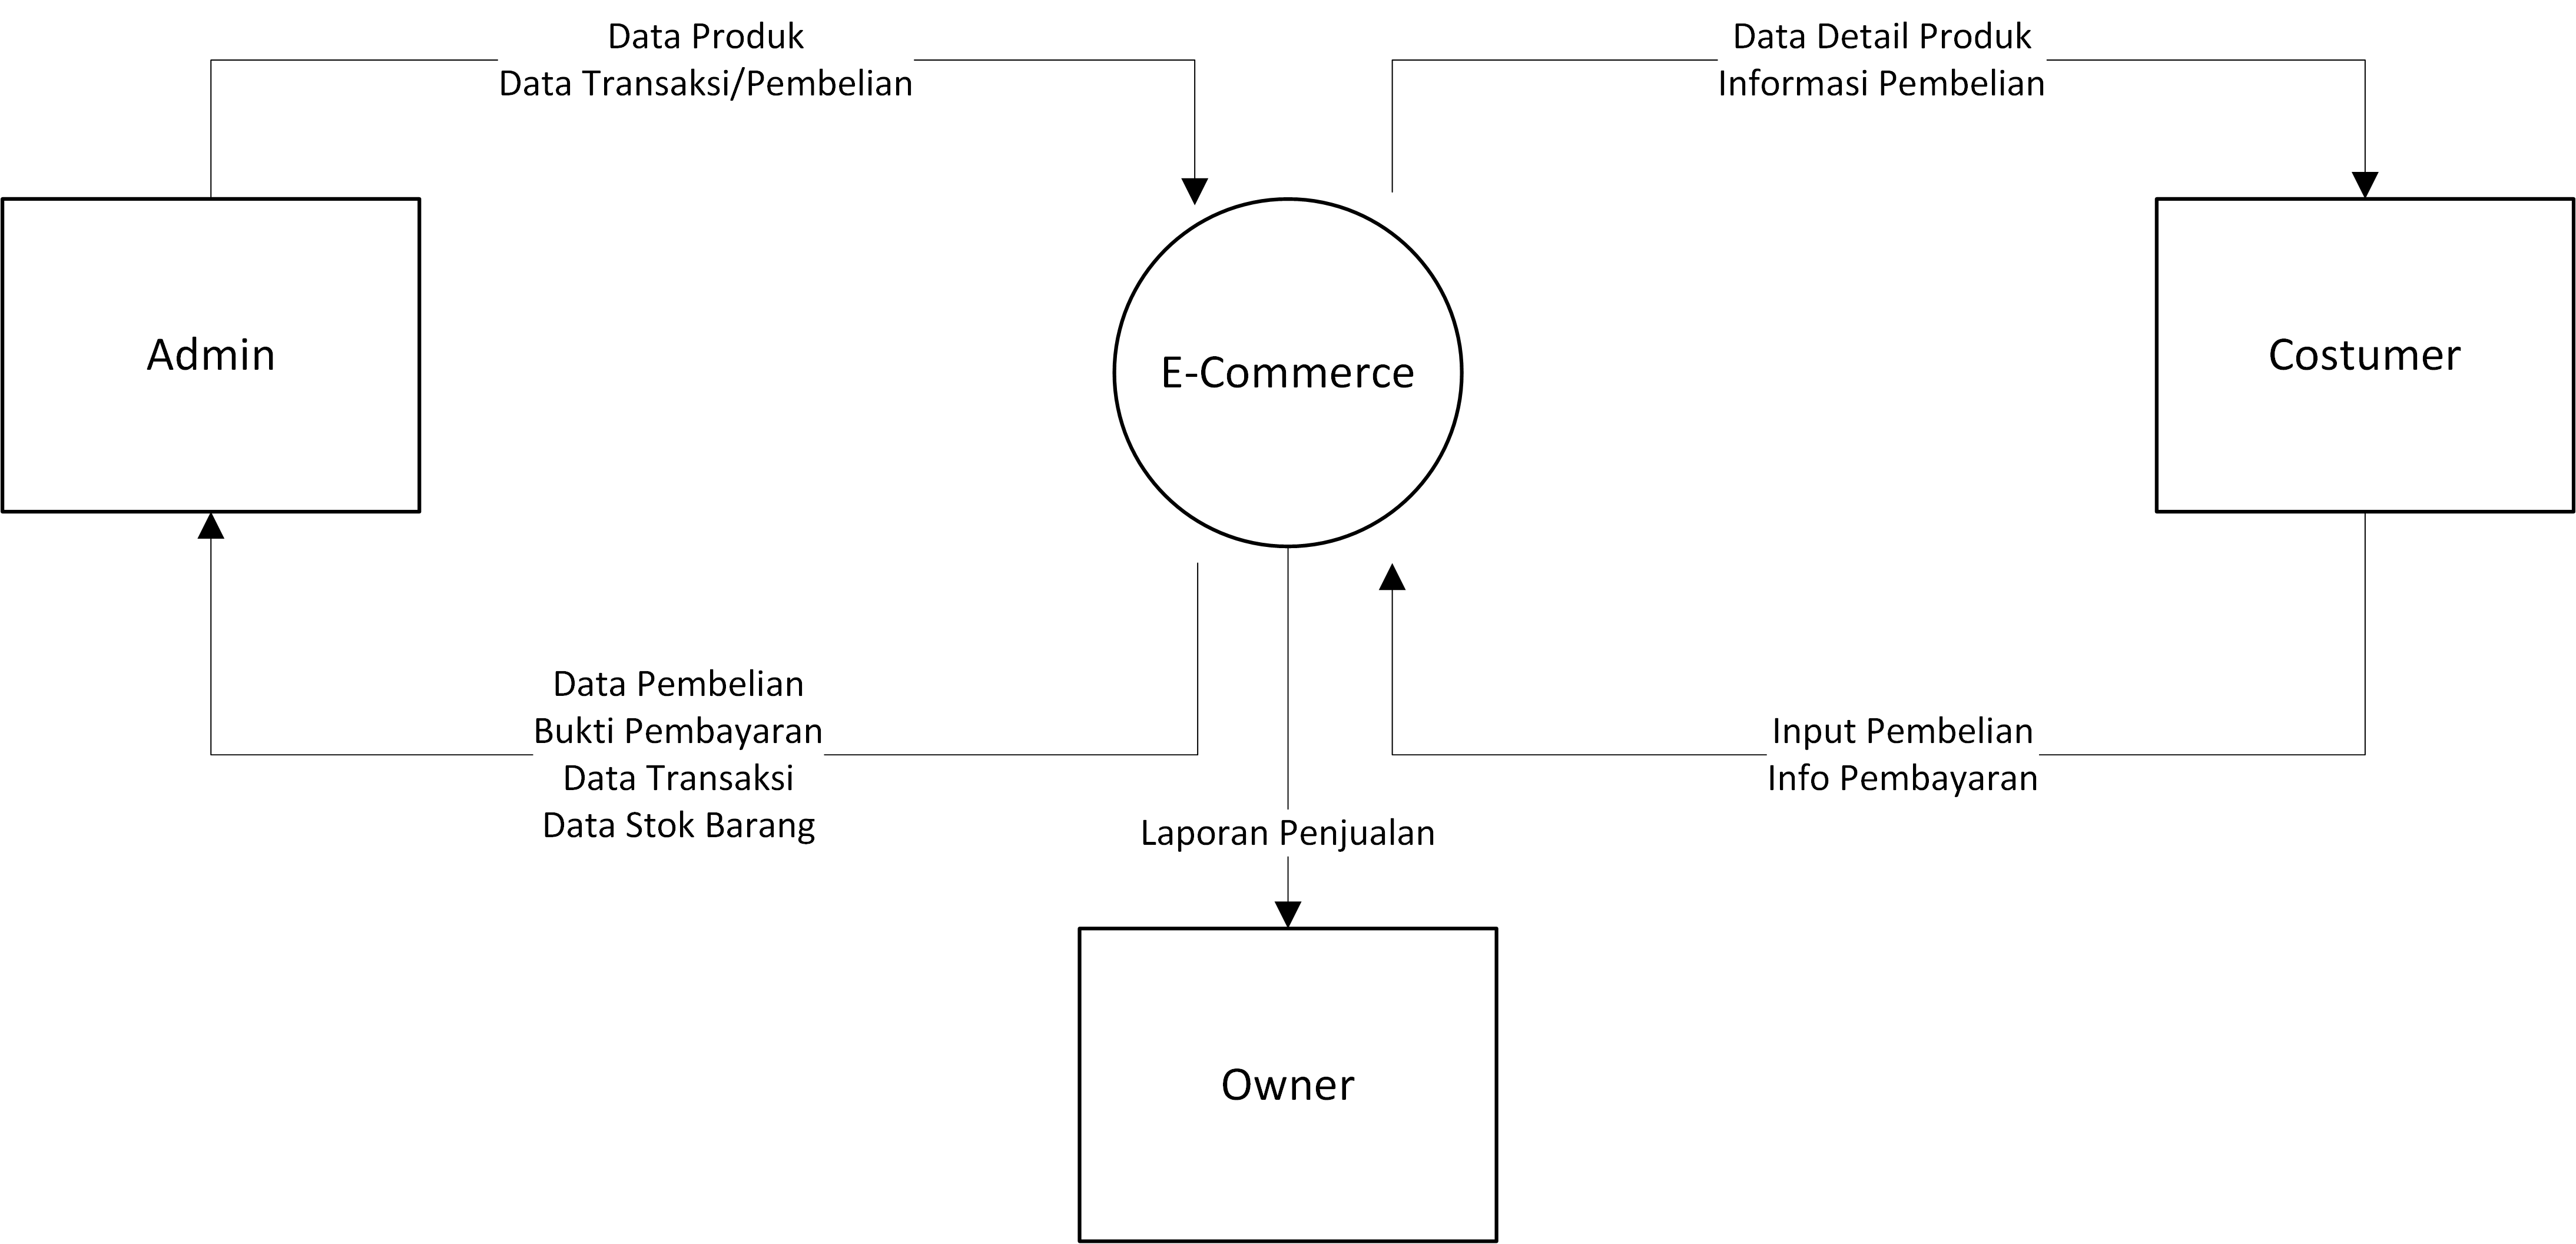 Data Produk
Data Transaksi/Pembelian
Data Detail Produk
Informasi Pembelian
Admin
E-Commerce
Costumer
Data Pembelian
Bukti Pembayaran
Data Transaksi
Data Stok Barang
Input Pembelian
Info Pembayaran
Laporan Penjualan
Owner